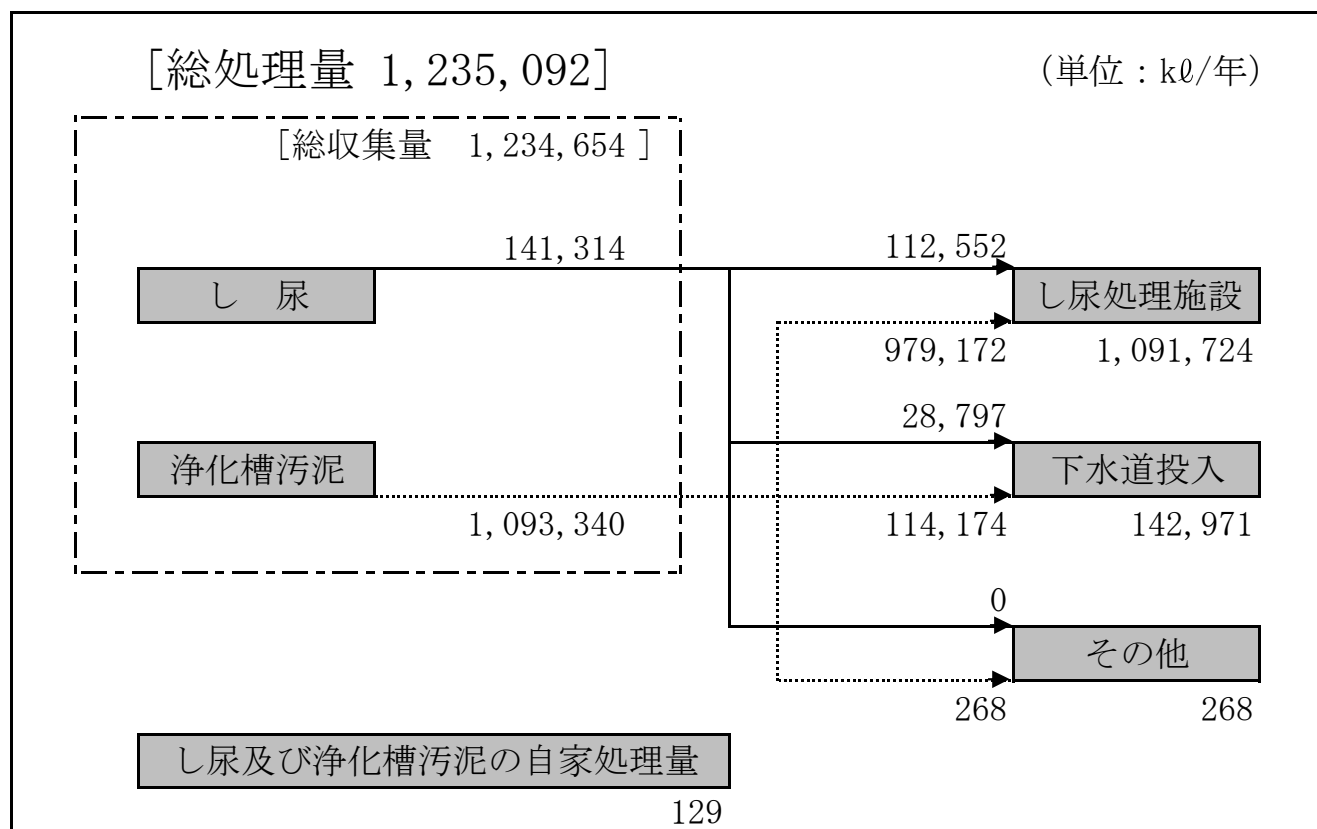 [総処理量 1,235,092]
(単位:kℓ/年)
[総収集量 1,234,654]
141,314
112,552
し 尿
し尿処理施設
979,172
1,091,724
28,797
浄化槽汚泥
下水道投入
1,093,340
114,174
142,971
0
その他
268
268
し尿及び浄化槽汚泥の自家処理量
129